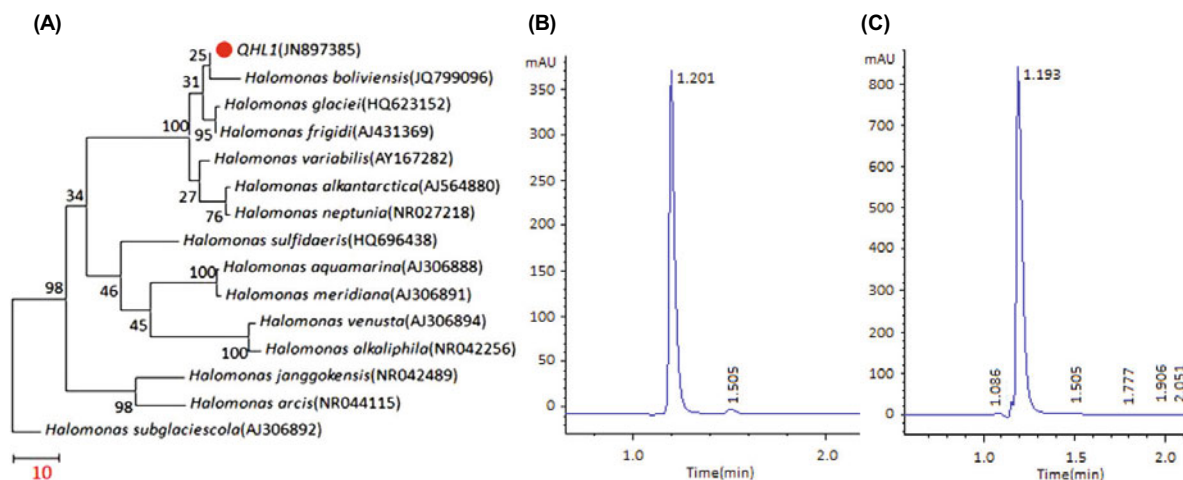 (A)
QHL1(JN897385)
25
Halomonas boliviensis(JQ799096)
31
Halomonas glaciei(HQ623152)
100
95
Halomonas frigidi(AJ431369)
Halomonas variabilis(AY167282)
34
27
Halomonas alkantarctica(AJ564880)
76
Halomonas neptunia(NR027218)
Halomonas sulfidaeris(HQ696438)
100
Halomonas aquamarina(AJ306888)
98
46
Halomonas meridiana(AJ306891)
45
Halomonas venusta(AJ306894)
100
Halomonas alkaliphila(NR042256)
Halomonas janggokensis(NR042489)
98
Halomonas arcis(NR044115)
Halomonas subglaciescola(AJ306892)
10
(B)
mAU
350
300
250
200
150
100
50
0
1.201
1.505
1.0
2.0
Time(min)
(C)
mAU
800
700
600
500
400
300
200
100
0
1.193
1.086
1.505
1.777
1.906
2.051
1.0
1.5
2.0
Time(min)